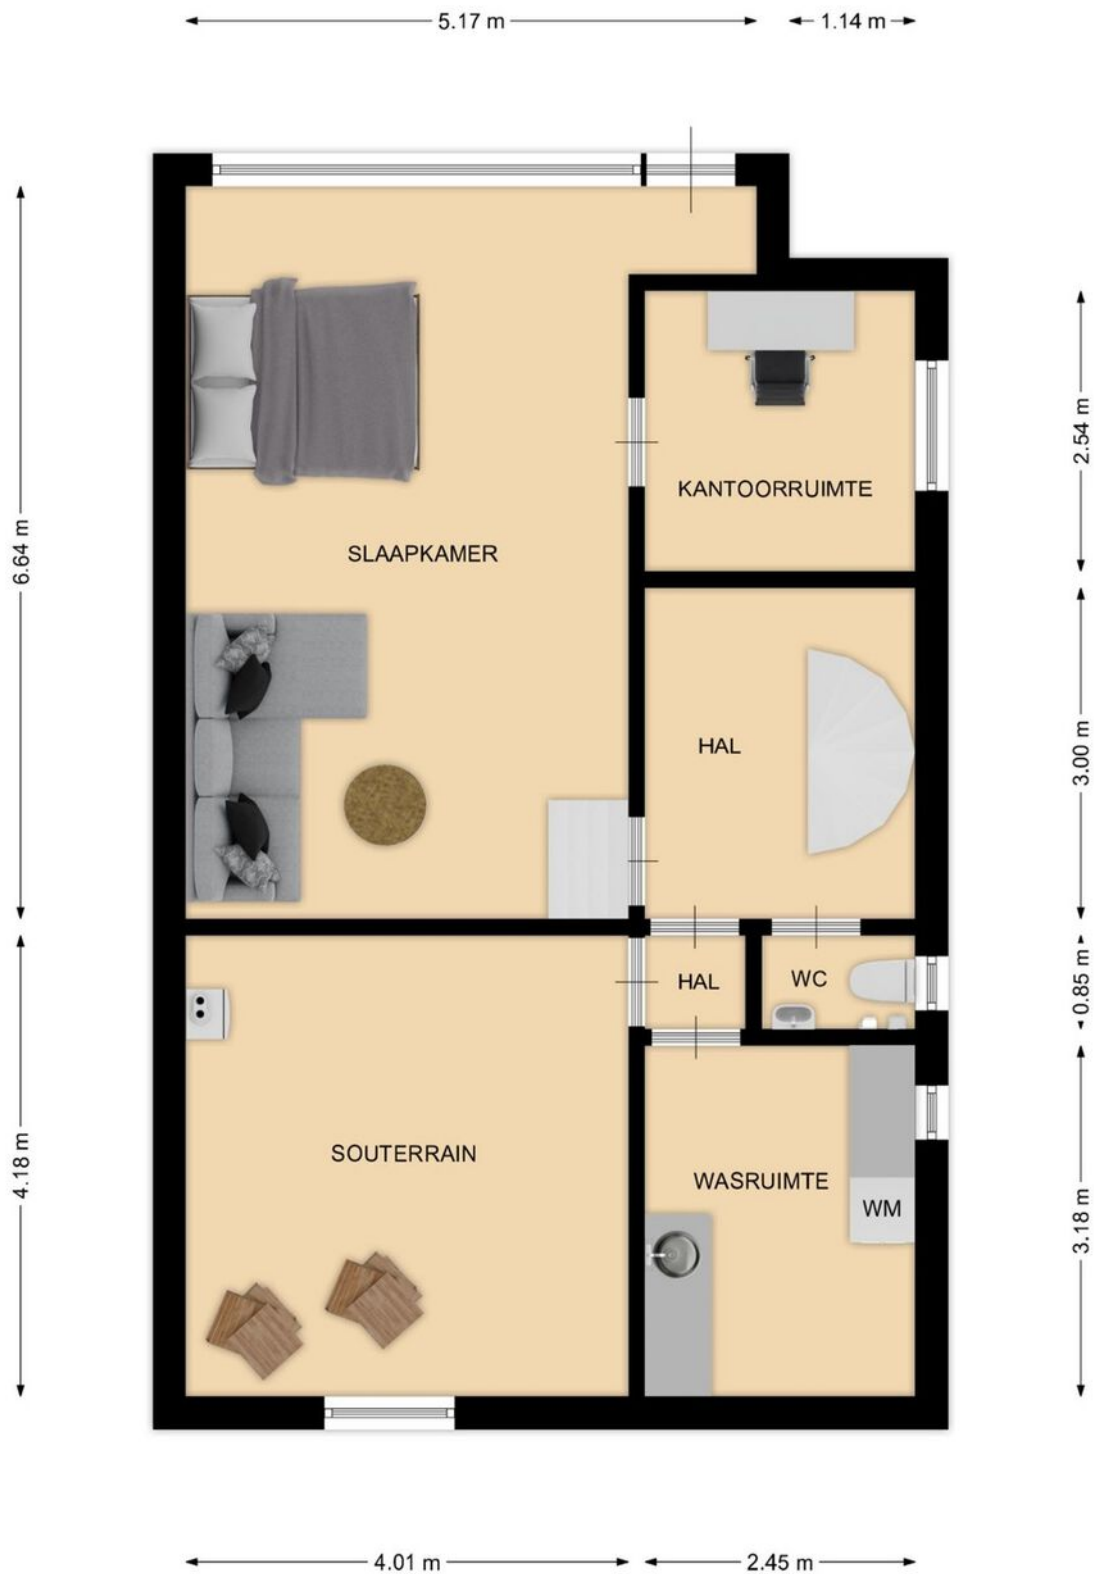 5.17 m
1.14 m
6.64 m
2.54 m
KANTOORRUIMTE
SLAAPKAMER
HAL
3.00 m
HAL
WC
0.85 m
4.18 m
SOUTERRAIN
WASRUIMTE
WM
3.18 m
4.01 m
2.45 m